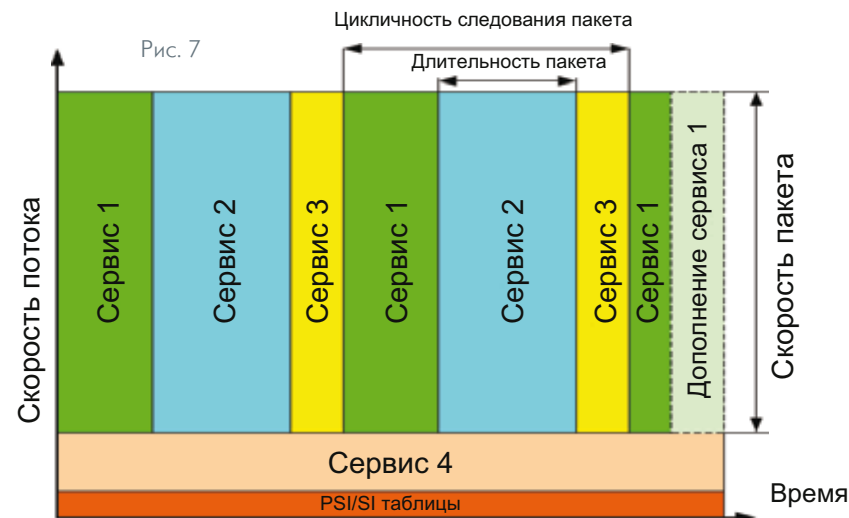 Цикличность следования пакета
Рис. 7
Длительность пакета
Скорость потока
Сервис 1
Сервис 2
Сервис 3
Сервис 1
Сервис 2
Сервис 3
Сервис 1
Дополнение сервиса 1
Скорость пакета
Сервис 4
PSI/SI таблицы
Время